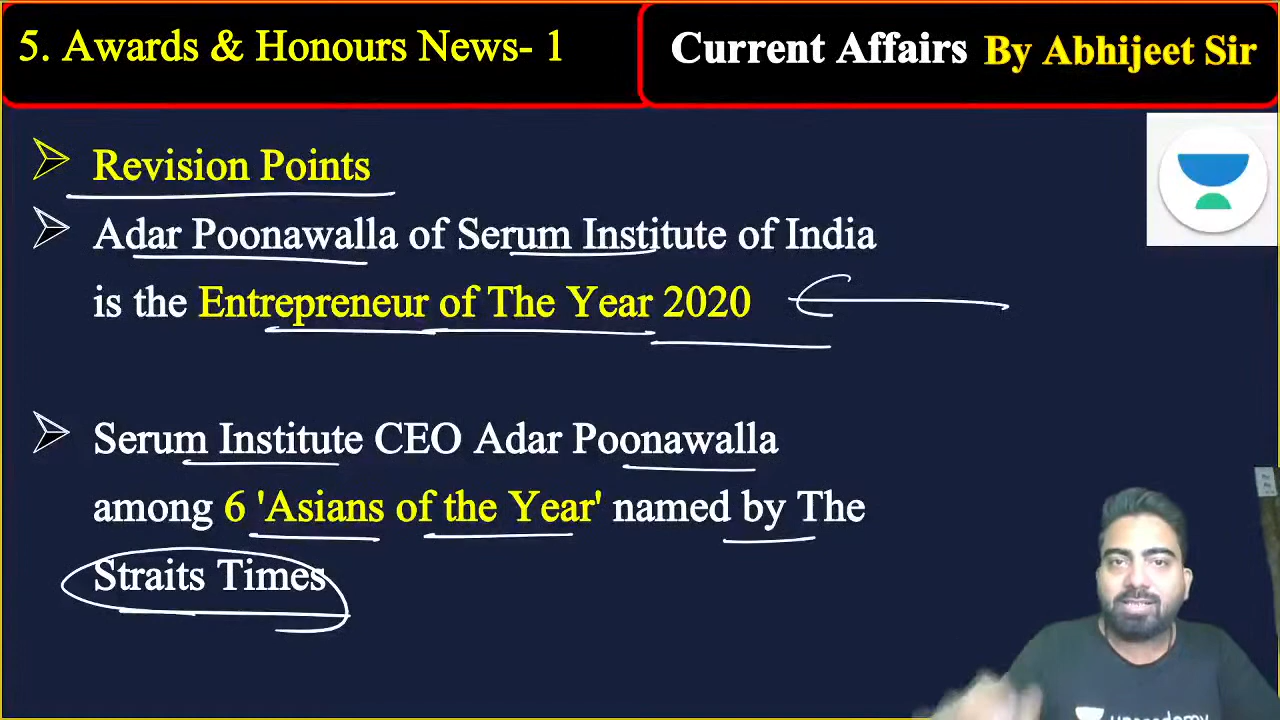 5. Awards & Honours News- 1
Current Affairs By Abhijeet Sir
Revision Points
Adar Poonawalla of Serum Institute of India
is the Entrepreneur of The Year 2020
Serum Institute CEO Adar Poonawalla
among 6 'Asians of the Year' named by The
Straits Times